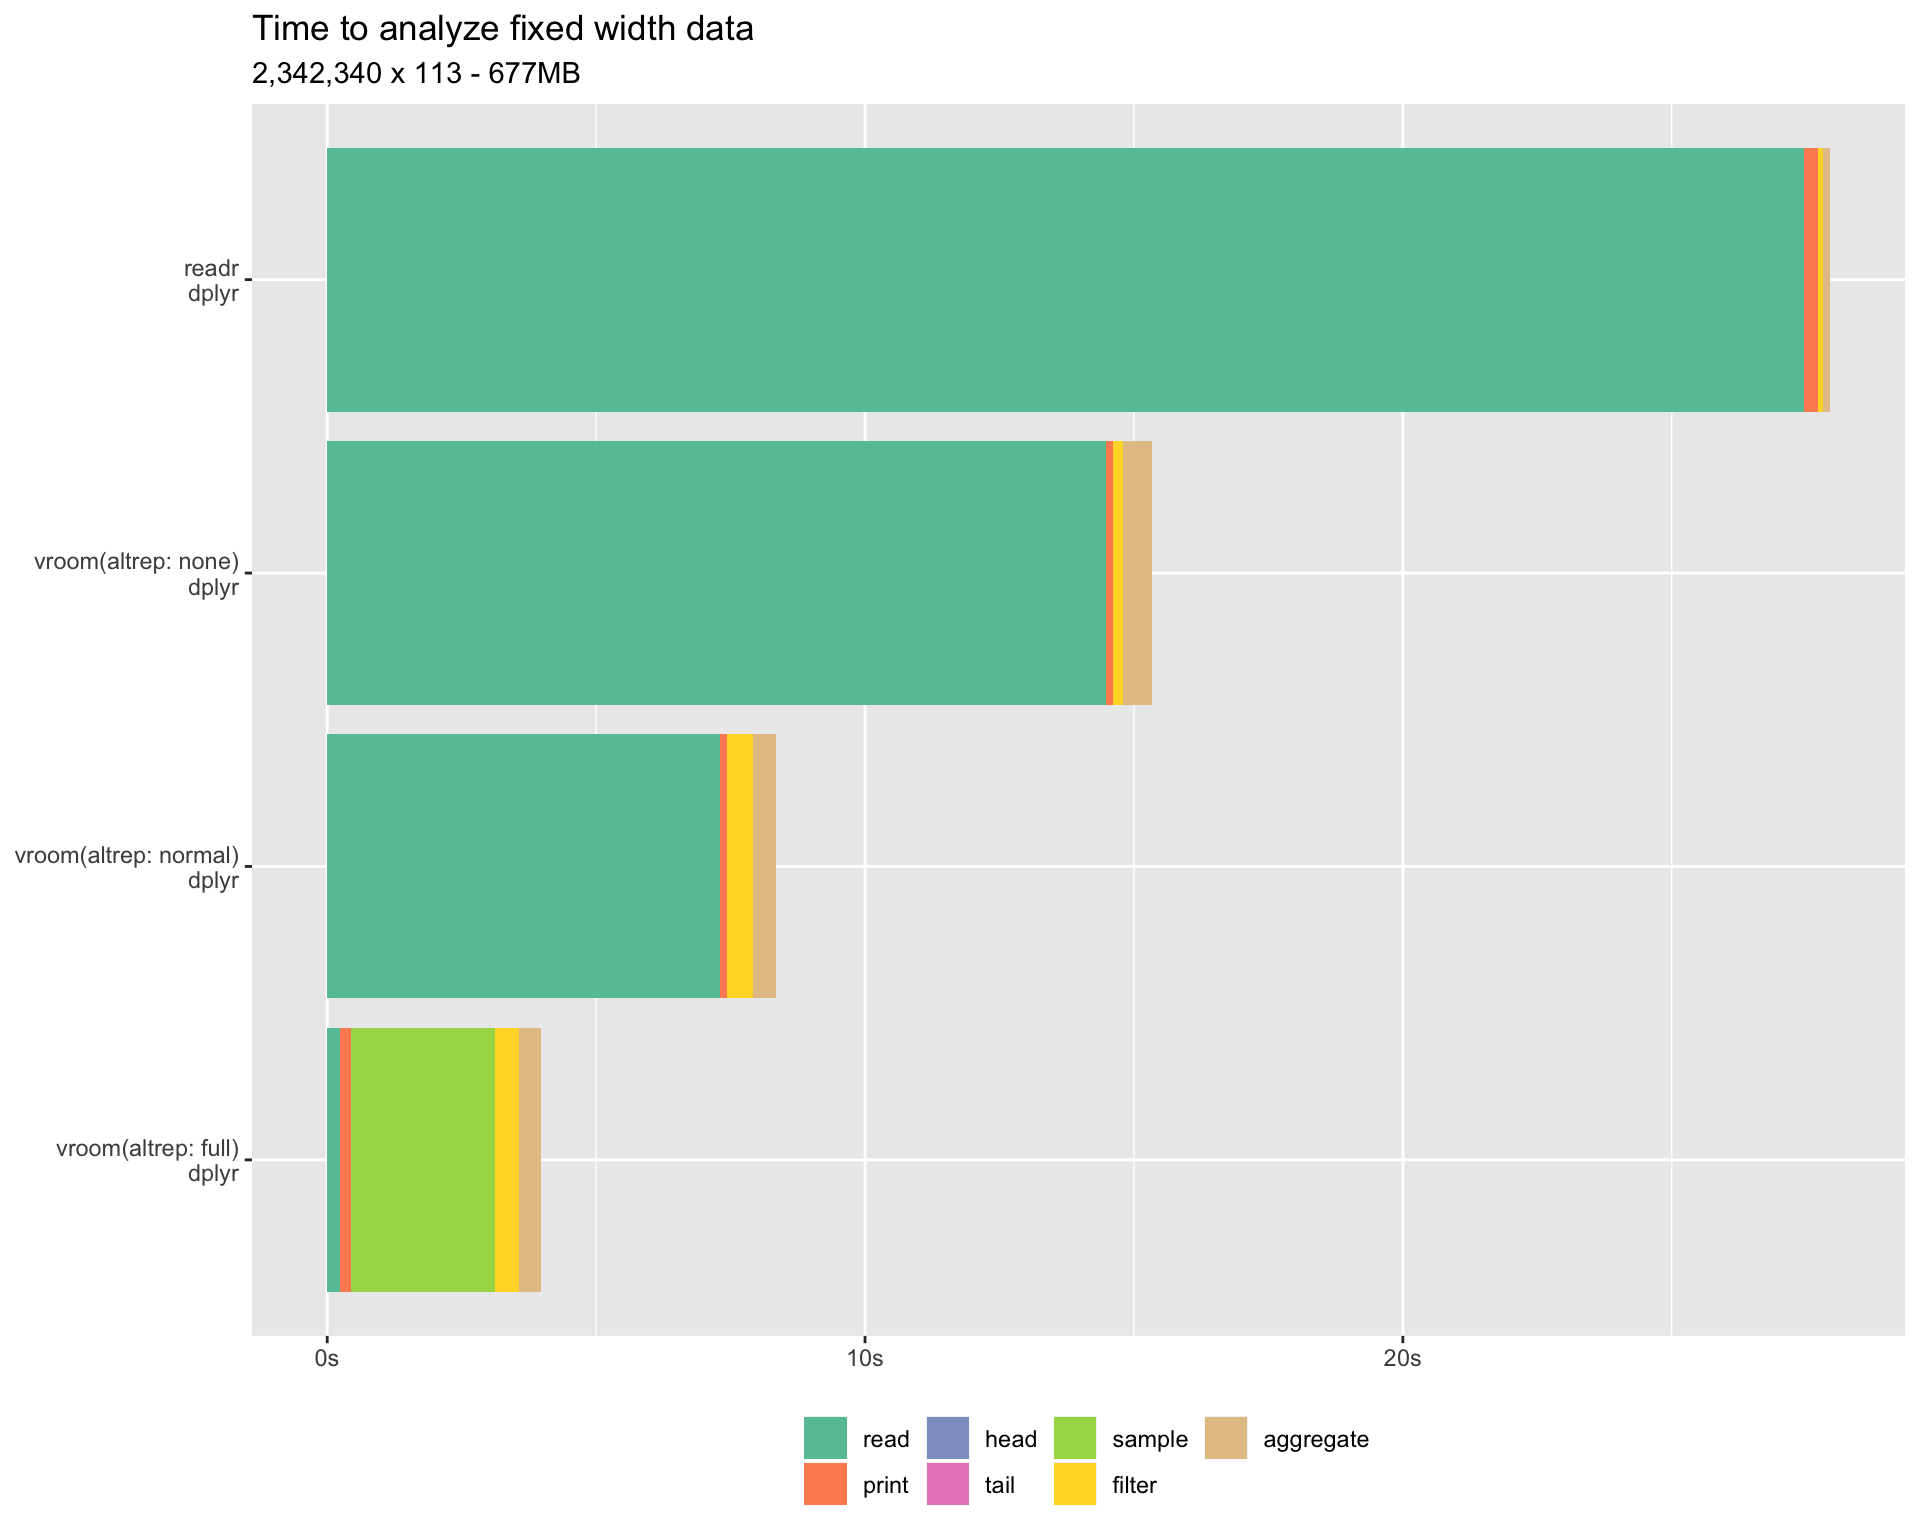 Time to analyze fixed width data
2,342,340 x 113 - 677MB
readr
dplyr
vroom(altrep: none)
dplyr
vroom(altrep: normal)
dplyr
vroom(altrep: full)
dplyr
0s 10s 20s
read head sample aggregate
print tail filter